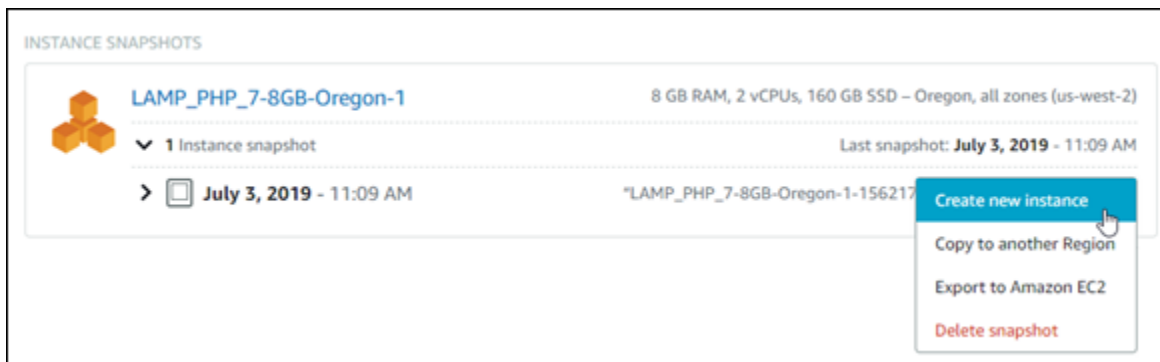 INSTANCE SNAPSHOTS
LAMP_PHP_7-8GB-Oregon-1 8 GB RAM, 2 vCPUs, 160 GB SSD – Oregon, all zones (us-west-2)
1 Instance snapshot Last snapshot: July 3, 2019 - 11:09 AM
July 3, 2019 - 11:09 AM "LAMP_PHP_7-8GB-Oregon-1-156217
Create new instance
Copy to another Region
Export to Amazon EC2
Delete snapshot